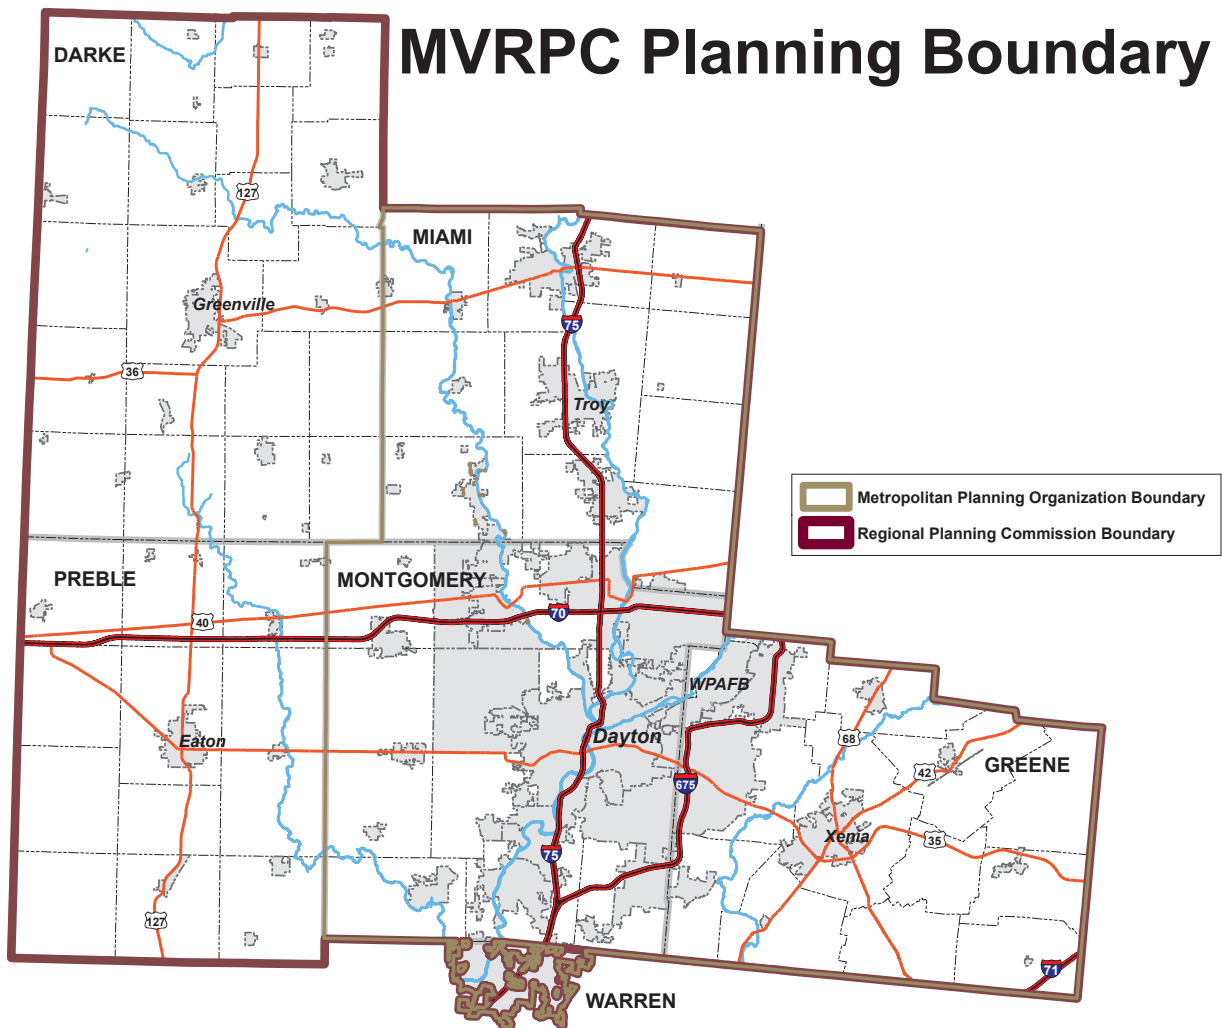 MVRPC Planning Boundary
DARKE
127
MIAMI
Greenville
75
36
Troy
Metropolitan Planning Organization Boundary
Regional Planning Commission Boundary
PREBLE
MONTGOMERY
40
70
WPAFB
Eaton
Dayton
68
42
GREENE
675
Xenia
35
75
127
71
WARREN